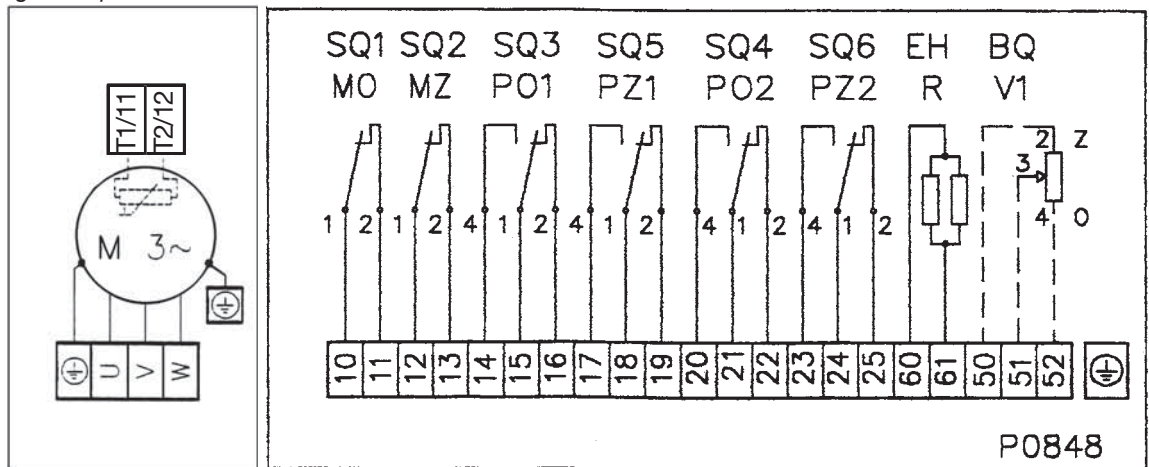 T1/11
T2/12
M 3~
U V W
SQ1 SQ2 SQ3 SQ5 SQ4 SQ6 EH BQ
MO MZ PO1 PZ1 PO2 PZ2 R V1
2 Z
3
1 2 1 2 4 1 2 4 1 2 4 1 2 4 1 2 4 O
10 11 12 13 14 15 16 17 18 19 20 21 22 23 24 25 60 61 50 51 52
P0848